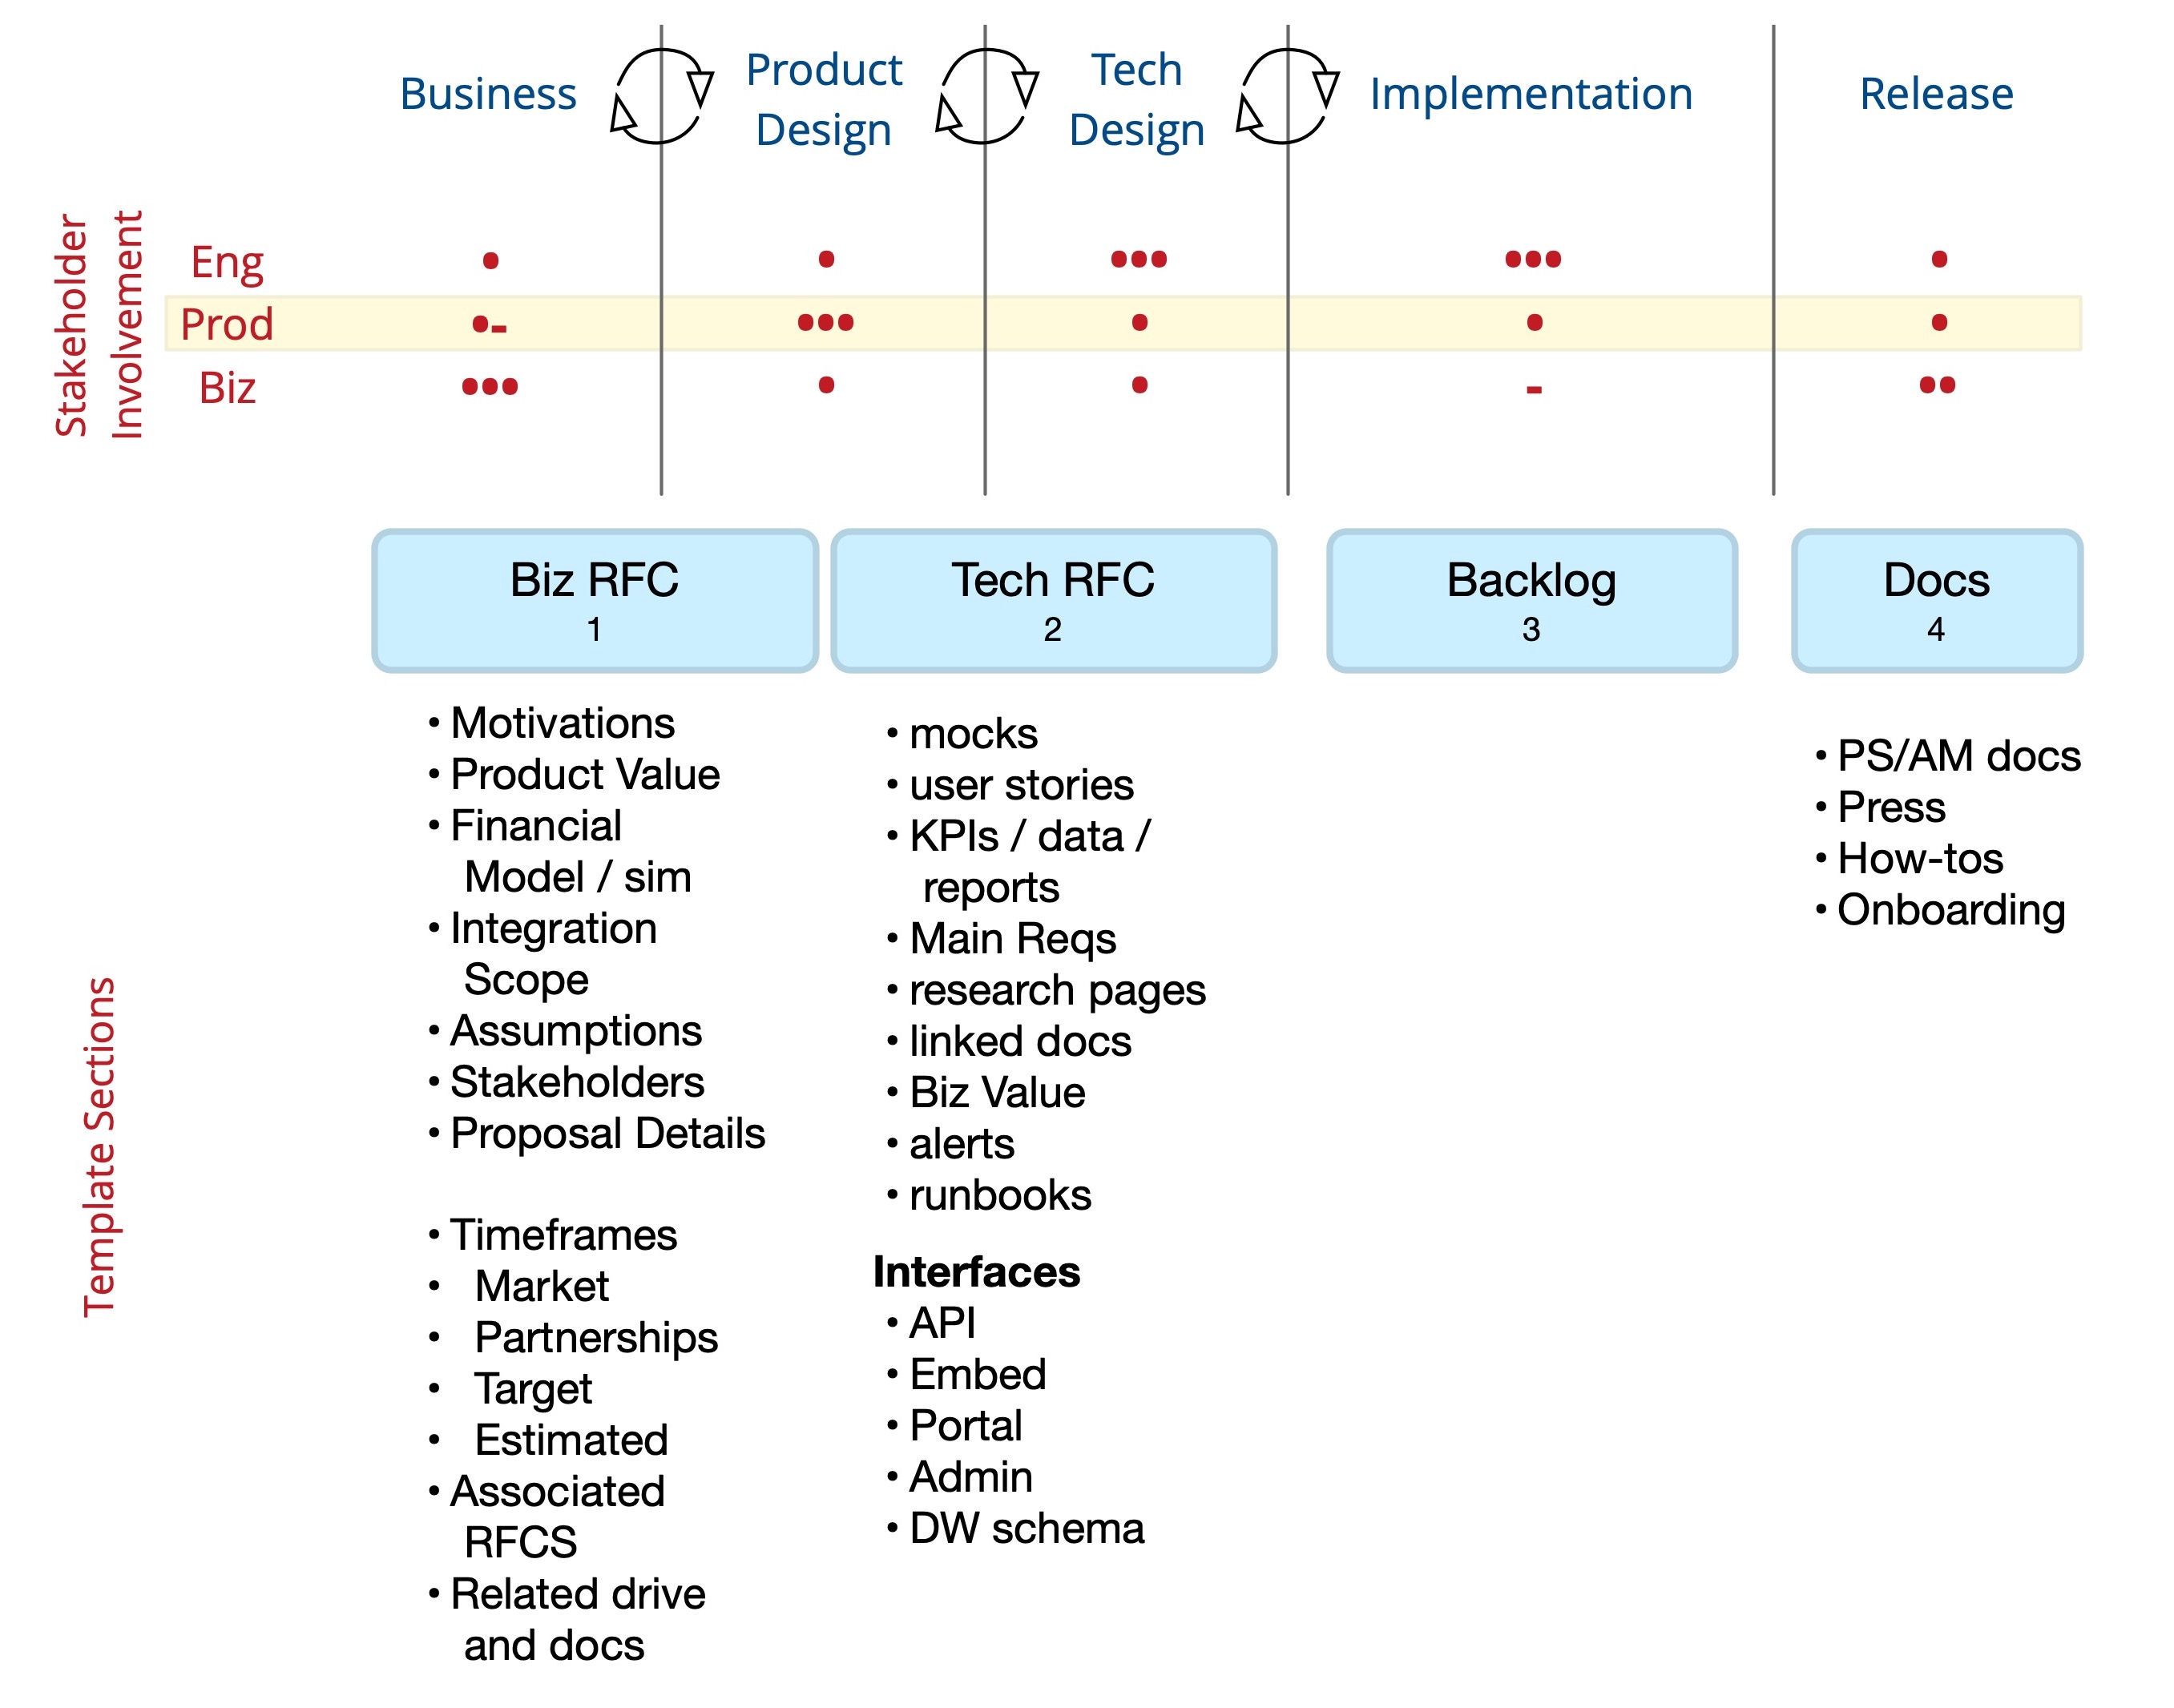 Business
Product
Design
Tech
Design
Implementation
Release
Stakeholder
Involvement
Eng
• • ••• ••• •
Prod
•- ••• • • •
Biz
••• • • - ••
Biz RFC
1
Tech RFC
2
Backlog
3
Docs
4
Template Sections
• Motivations
• Product Value
• Financial
Model / sim
• Integration
Scope
• Assumptions
• Stakeholders
• Proposal Details
• Timeframes
• Market
• Partnerships
• Target
• Estimated
• Associated
RFCS
• Related drive
and docs
• mocks
• user stories
• KPIs / data /
reports
• Main Reqs
• research pages
• linked docs
• Biz Value
• alerts
• runbooks
Interfaces
• API
• Embed
• Portal
• Admin
• DW schema
• PS/AM docs
• Press
• How-tos
• Onboarding